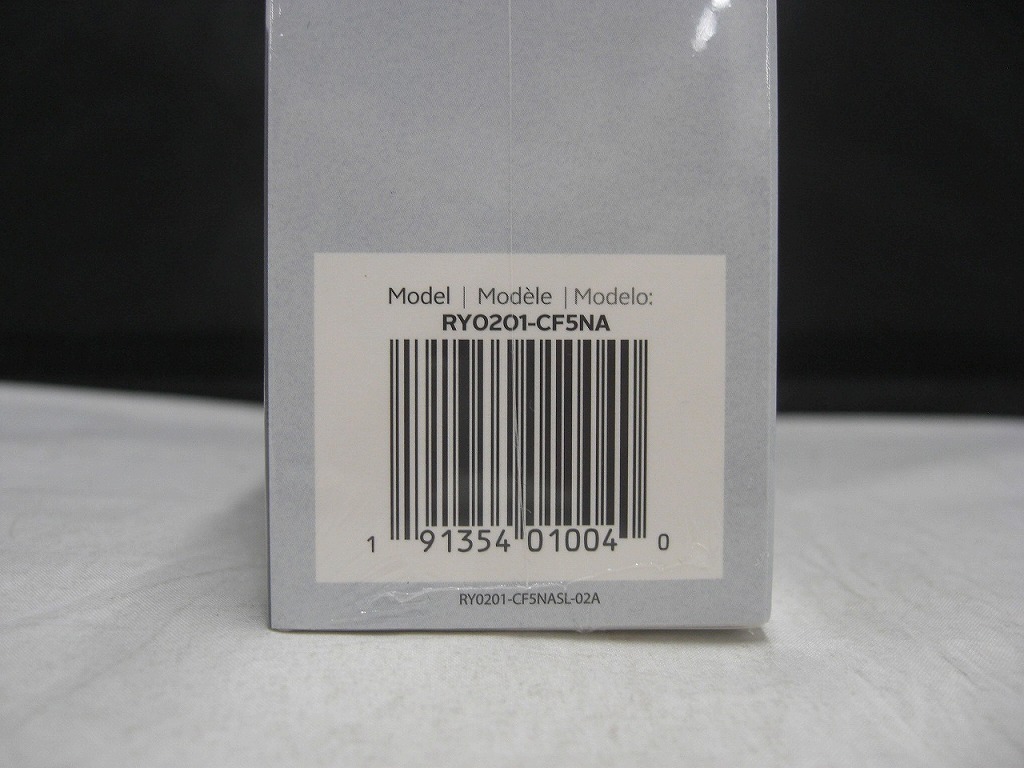 Model | Modèle | Modelo:
RY0201-CF5NA
1 91354 01004 0
RY0201-CF5NASL-02A